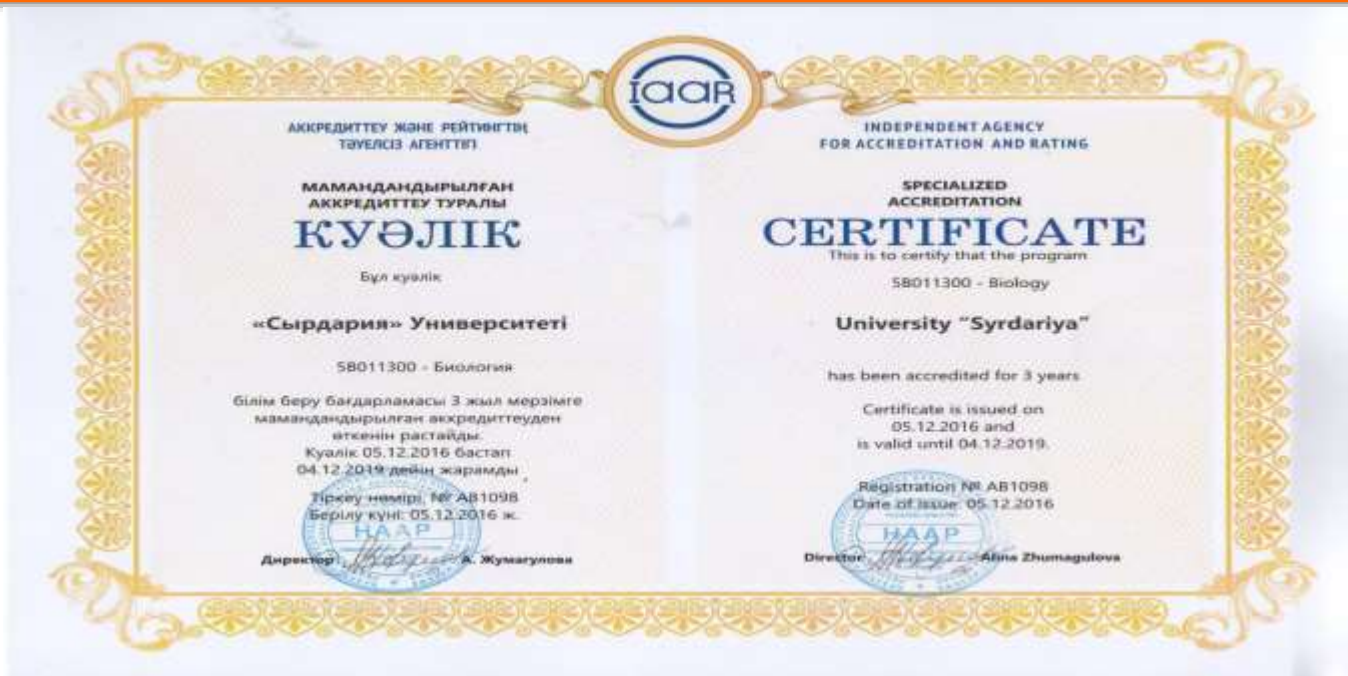 IAAR
АККРЕДИТТЕУ ЖӘНЕ РЕЙТИНГТІҢ
ТӘУЕЛСІЗ АГЕНТТІГІ
МАМАНДАНДЫРЫЛҒАН
АККРЕДИТТЕУ ТУРАЛЫ
КУӘЛІК
Бұл куәлік
«Сырдария» Университеті
5В011300 - Биология
білім беру бағдарламасы 3 жыл мерзімге
мамандандырылған аккредиттеуден
өткенін растайды.
Куәлік 05.12.2016 бастап
04.12.2019 дейін жарамды
Тіркеу нөмірі: № AB1098
Берілу күні: 05.12.2016 ж.
НААР
Директор А. Жумагулова
INDEPENDENT AGENCY
FOR ACCREDITATION AND RATING
SPECIALIZED
ACCREDITATION
CERTIFICATE
This is to certify that the program
5B011300 - Biology
University "Syrdariya"
has been accredited for 3 years
Certificate is issued on
05.12.2016 and
is valid until 04.12.2019.
Registration № AB1098
Date of issue: 05.12.2016
НААР
Director Alina Zhumagulova